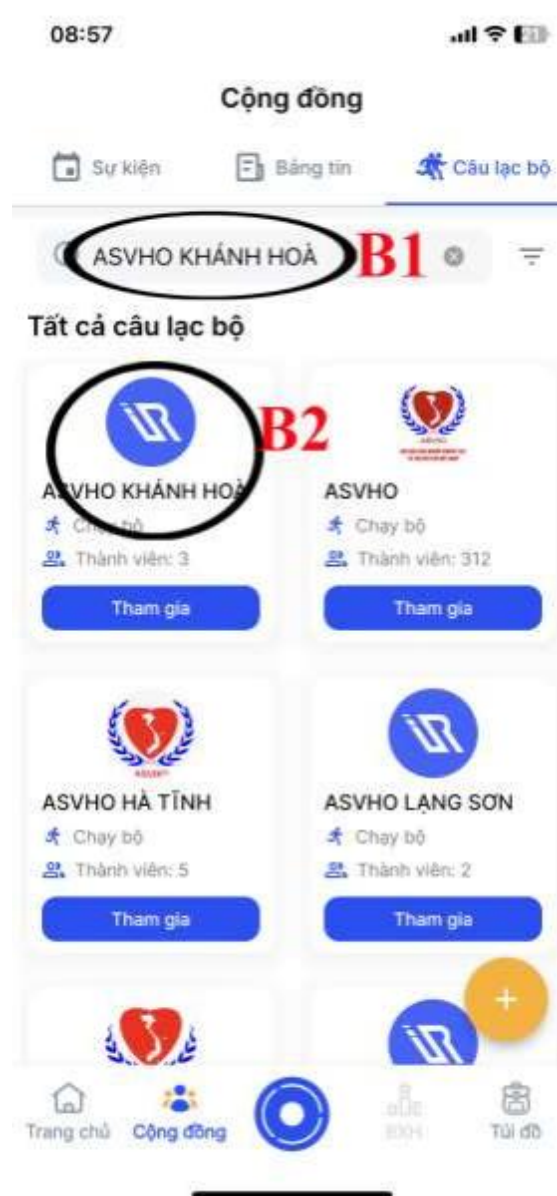 08:57
Cộng đồng
Sự kiện
Bảng tin
Câu lạc bộ
ASVHO KHÁNH HOÀ
B1
Tất cả câu lạc bộ
B2
ASVHO KHÁNH HOÀ
Chạy bộ
Thành viên: 3
Tham gia
ASVHO
ASVHO
Chạy bộ
Thành viên: 312
Tham gia
ASVHO HÀ TĨNH
Chạy bộ
Thành viên: 5
Tham gia
ASVHO LẠNG SƠN
Chạy bộ
Thành viên: 2
Tham gia
+
Trang chủ
Cộng đồng
BXH
Túi đồ